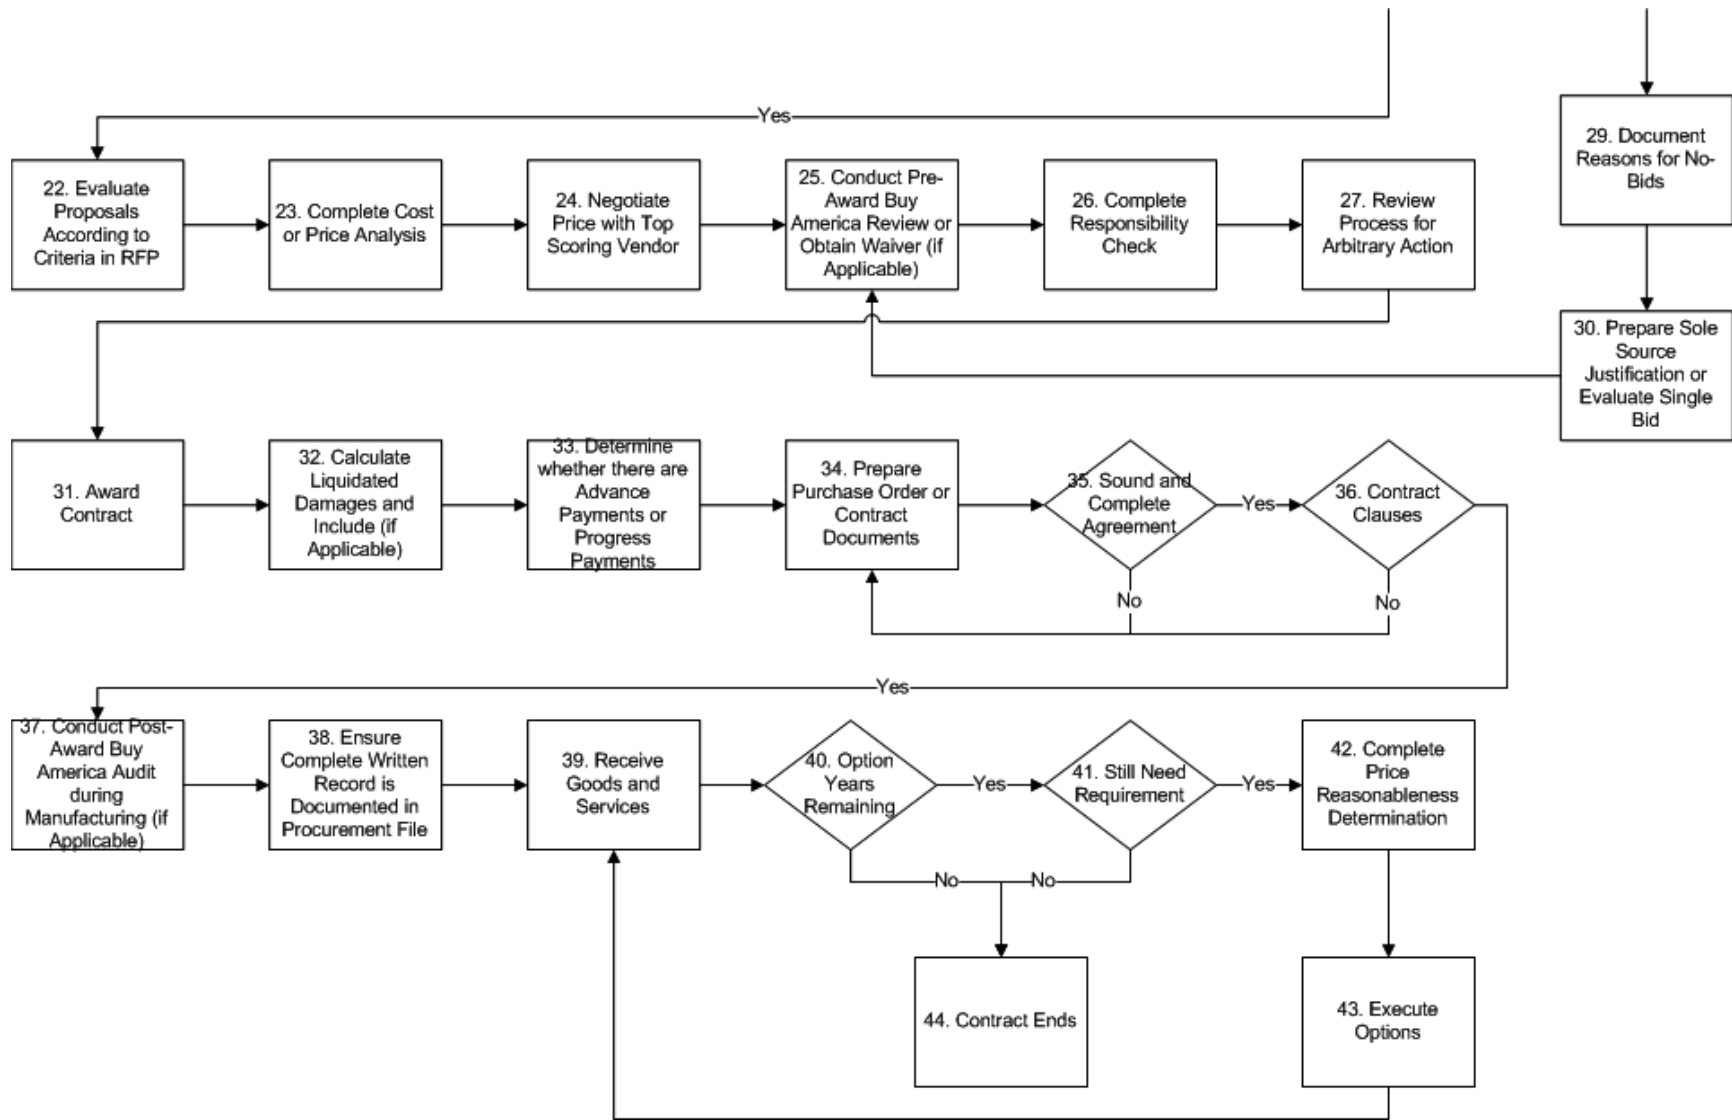 Yes
22. Evaluate
Proposals
According to
Criteria in RFP
23. Complete Cost
or Price Analysis
24. Negotiate
Price with Top
Scoring Vendor
25. Conduct Pre-
Award Buy
America Review or
Obtain Waiver (if
Applicable)
26. Complete
Responsibility
Check
27. Review
Process for
Arbitrary Action
29. Document
Reasons for No-
Bids
30. Prepare Sole
Source
Justification or
Evaluate Single
Bid
31. Award
Contract
32. Calculate
Liquidated
Damages and
Include (if
Applicable)
33. Determine
whether there are
Advance
Payments or
Progress
Payments
34. Prepare
Purchase Order or
Contract
Documents
35. Sound and
Complete
Agreement
Yes
36. Contract
Clauses
No
No
Yes
37. Conduct Post-
Award Buy
America Audit
during
Manufacturing (if
Applicable)
38. Ensure
Complete Written
Record is
Documented in
Procurement File
39. Receive
Goods and
Services
40. Option
Years
Remaining
Yes
41. Still Need
Requirement
Yes
42. Complete
Price
Reasonableness
Determination
No
No
44. Contract Ends
43. Execute
Options